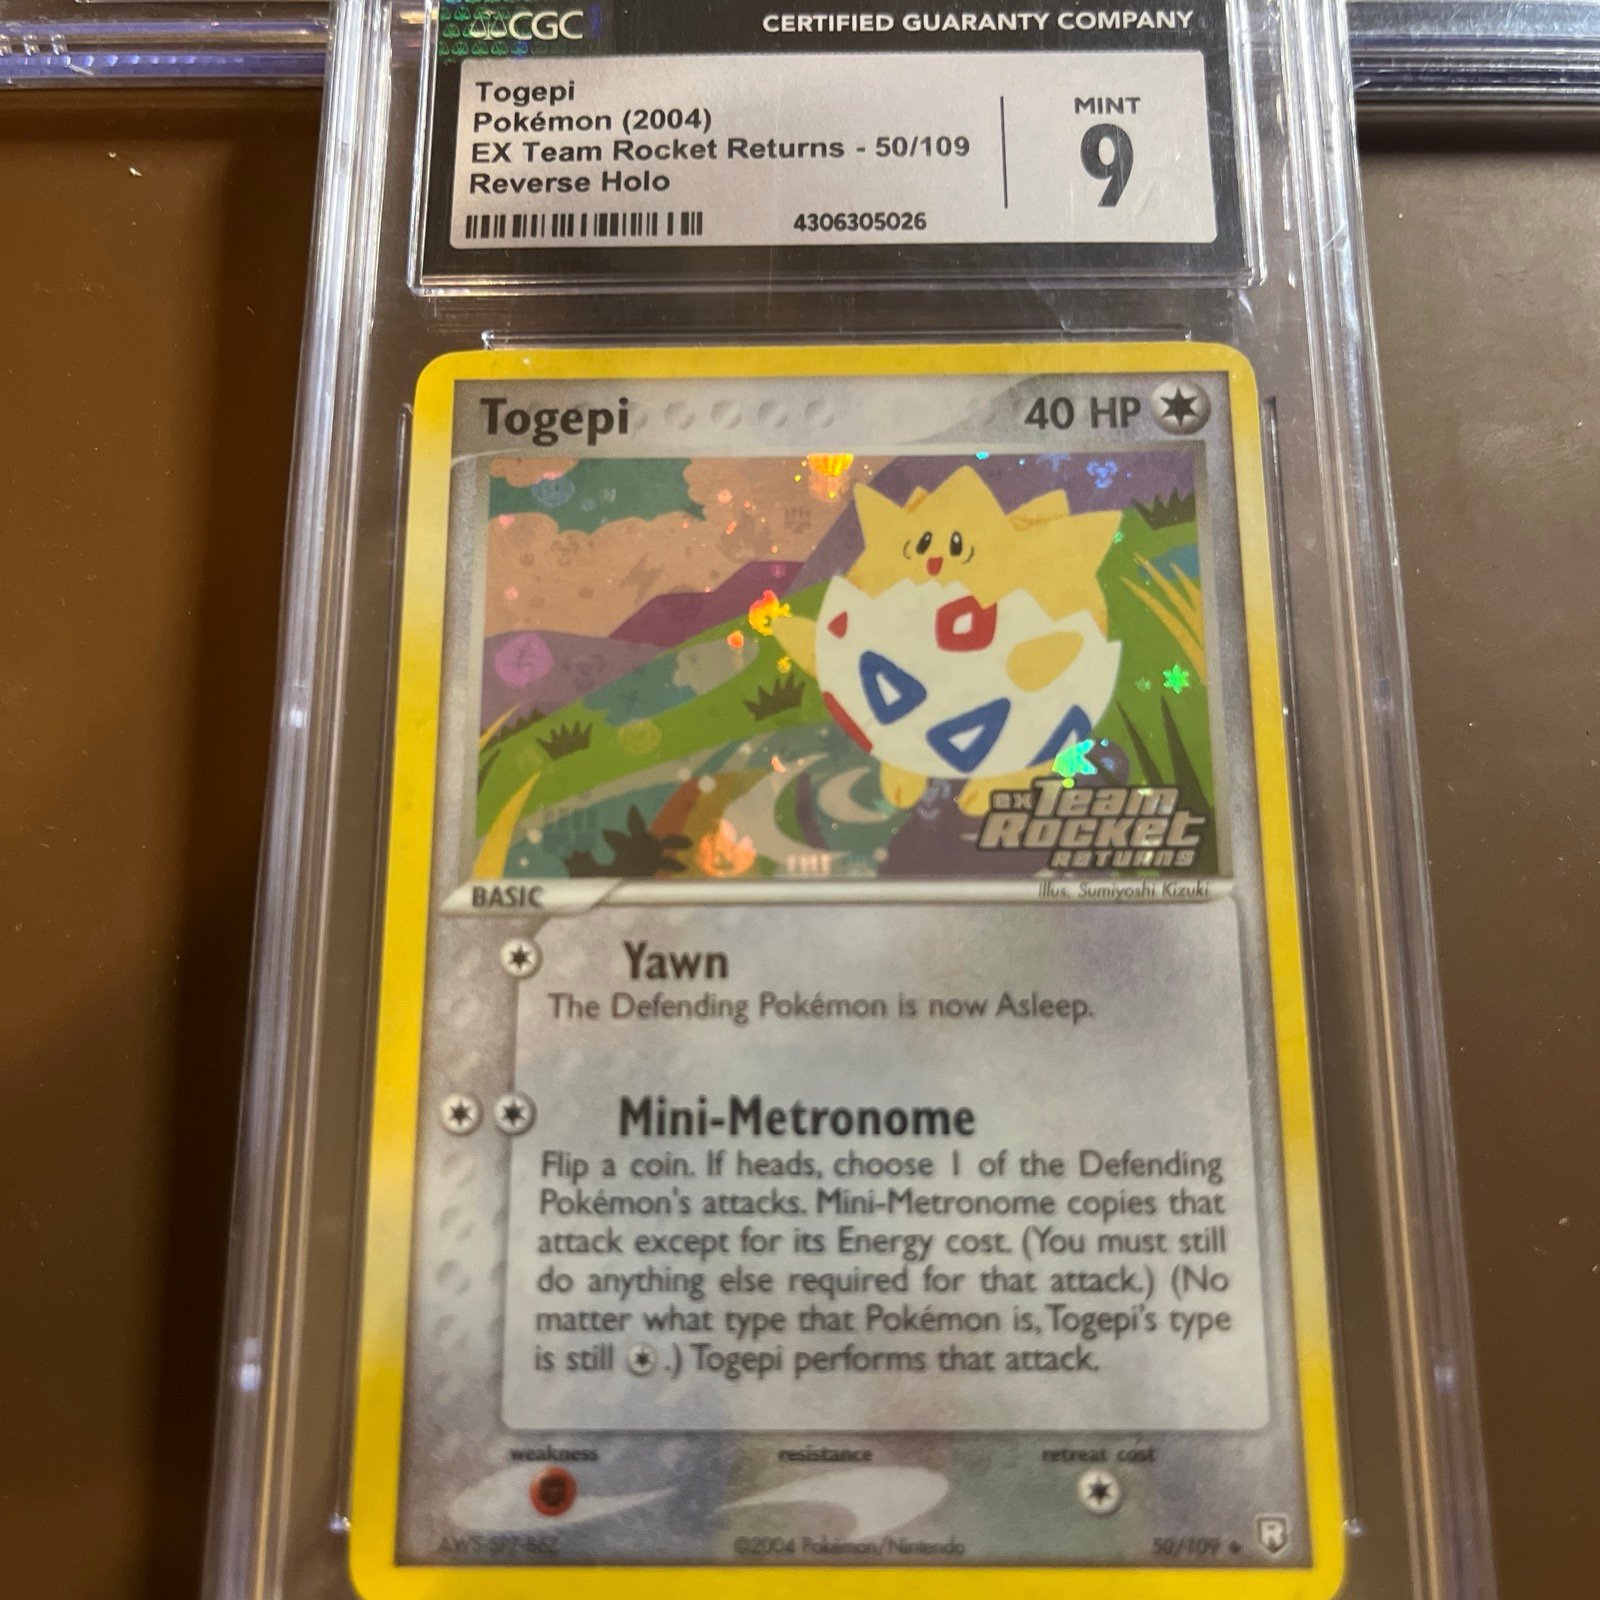 CGC
CERTIFIED GUARANTY COMPANY
Togepi
Pokémon (2004)
EX Team Rocket Returns - 50/109
Reverse Holo
4306305026
MINT
9
Togepi
40 HP
ex Team
Rocket
Returns
BASIC
Illus. Sumiyoshi Kizuki
Yawn
The Defending Pokémon is now Asleep.
Mini-Metronome
Flip a coin. If heads, choose 1 of the Defending
Pokémon's attacks. Mini-Metronome copies that
attack except for its Energy cost. (You must still
do anything else required for that attack.) (No
matter what type that Pokémon is, Togepi's type
is still .) Togepi performs that attack.
weakness
resistance
retreat cost
©2004 Pokémon/Nintendo
50/109
R